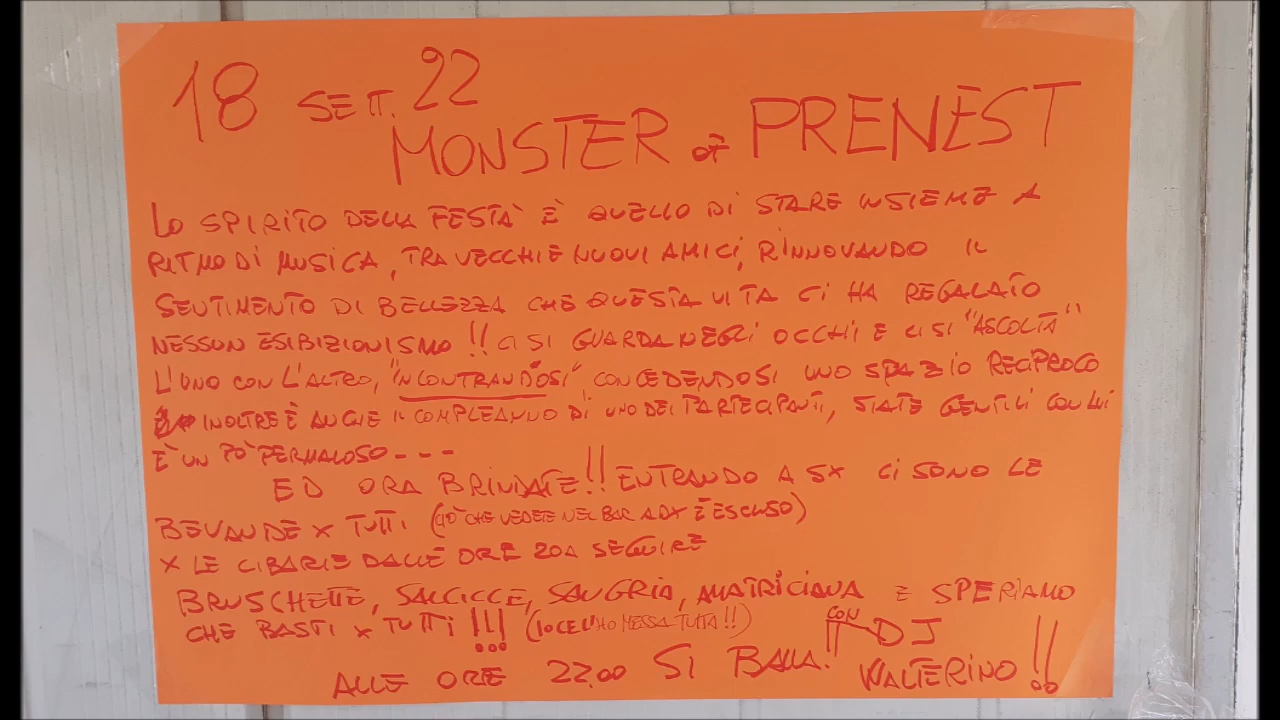 18 SETT. 22
MONSTER of PRENEST
LO SPIRITO DELLA FESTA È QUELLO DI STARE INSIEME A
RITMO DI MUSICA, TRA VECCHI E NUOVI AMICI, RINNOVANDO IL
SENTIMENTO DI BELLEZZA CHE QUESTA VITA CI HA REGALATO
NESSUN ESIBIZIONISMO!! CI SI GUARDA NEGLI OCCHI E CI SI "ASCOLTA"
L'UNO CON L'ALTRO, "INCONTRANDOSI", CONCEDENDOSI UNO SPAZIO RECIPROCO
INOLTRE È ANCHE IL COMPLEANNO DI UNO DEI PARTECIPANTI, SIATE GENTILI CON LUI
È UN PO' PERMALOSO - - -
ED ORA BRINDATE!! ENTRANDO A SX CI SONO LE
BEVANDE X TUTTI (CIÒ CHE VEDETE NEL BAR A DX È ESCLUSO)
X LE CIBARIE DALLE ORE 20 A SEGUIRE
BRUSCHETTE, SALCICCE, SANGRIA, AMATRICIANA E SPERIAMO
CHE BASTI X TUTTI!!! (IO CE L'HO MESSA TUTTA!!)
ALLE ORE 22.00 SI BALLA!! CON DJ
WALTERINO!!